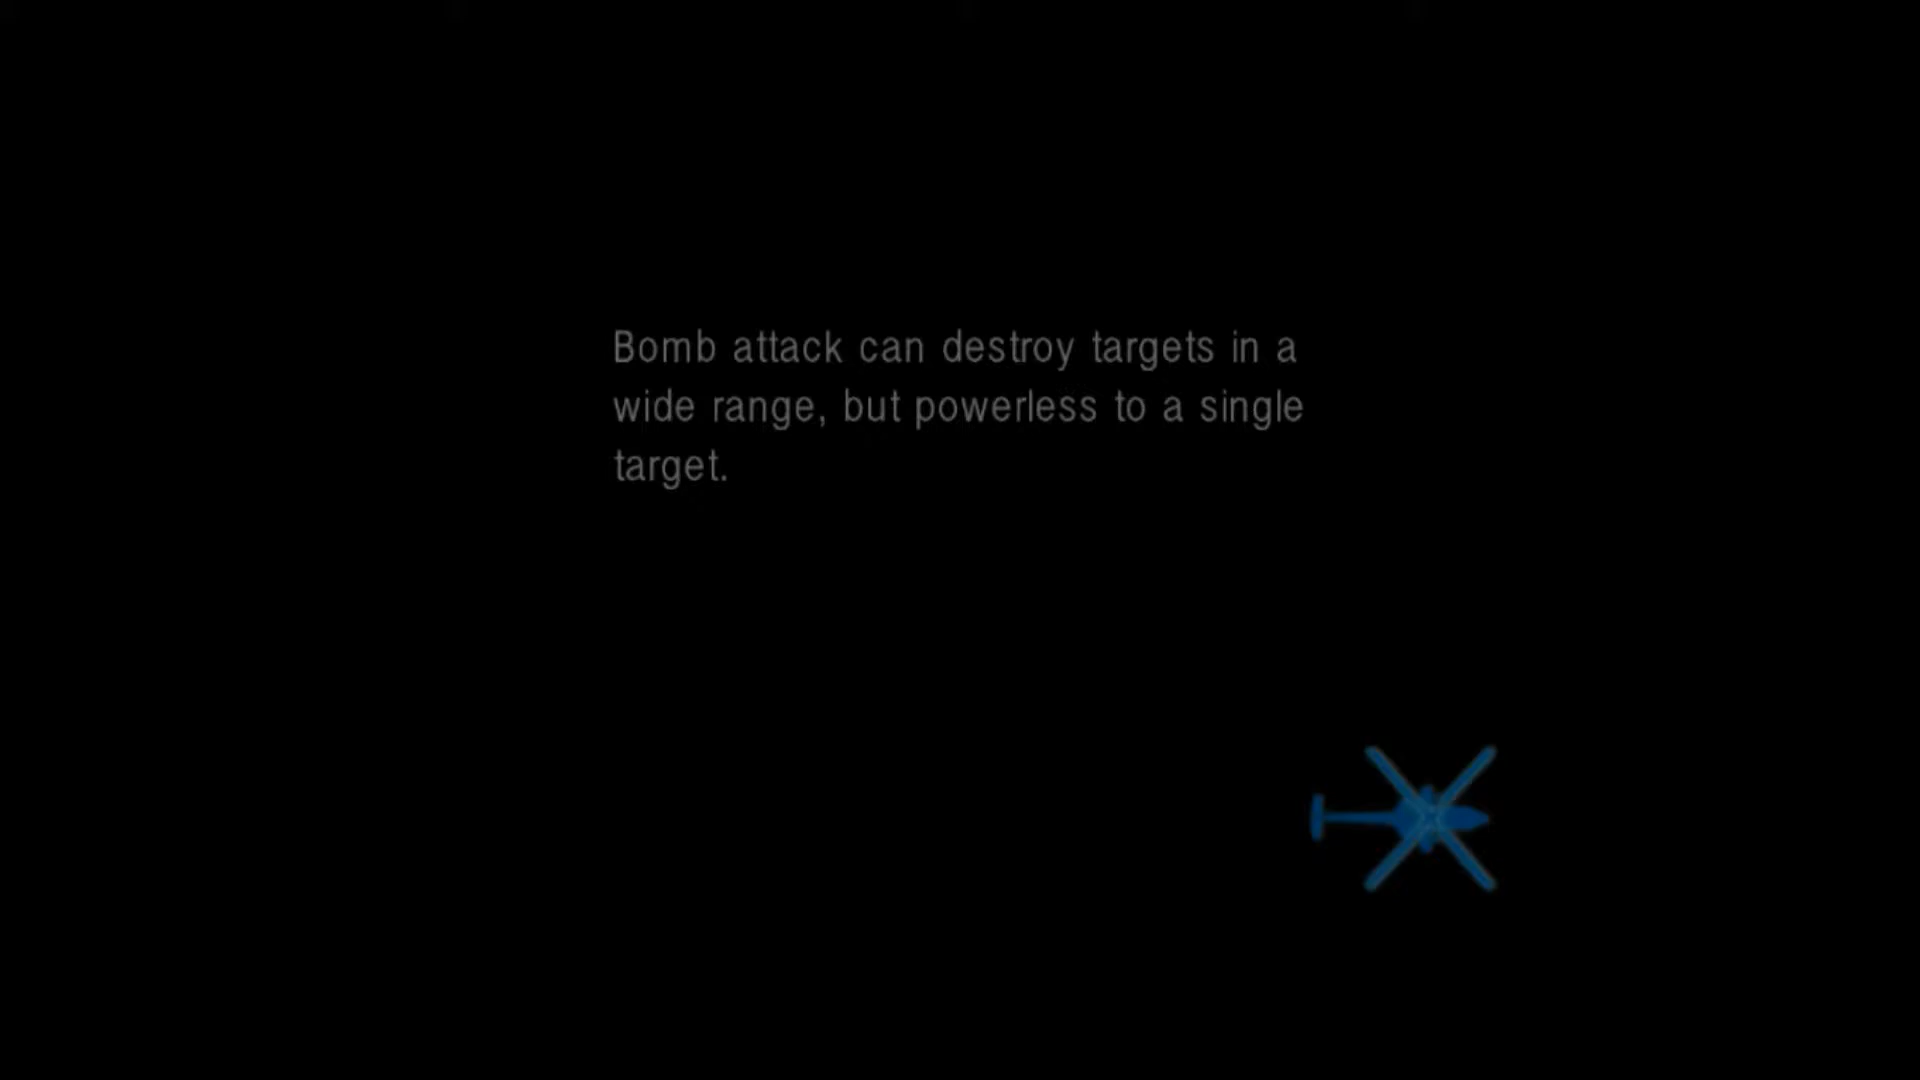 Bomb attack can destroy targets in a
wide range, but powerless to a single
target.